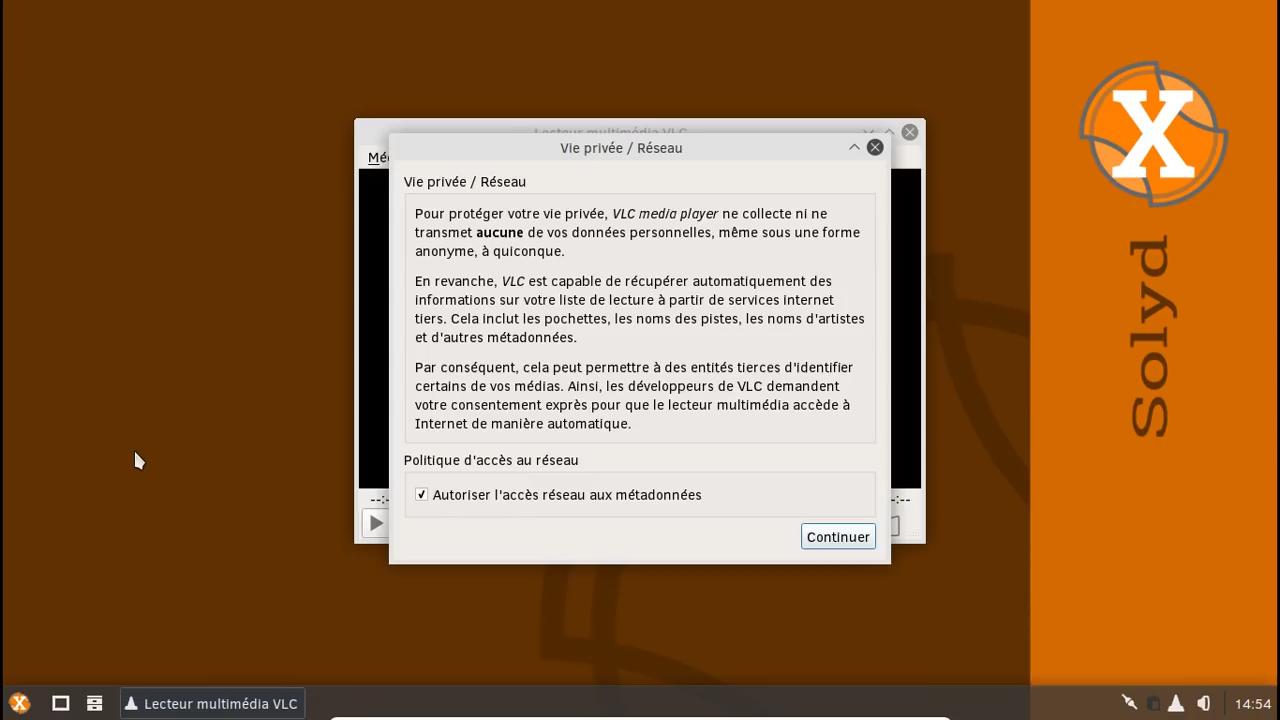 Lecteur multimédia VLC
Vie privée / Réseau
Mé
Vie privée / Réseau
Pour protéger votre vie privée, VLC media player ne collecte ni ne
transmet aucune de vos données personnelles, même sous une forme
anonyme, à quiconque.
En revanche, VLC est capable de récupérer automatiquement des
informations sur votre liste de lecture à partir de services internet
tiers. Cela inclut les pochettes, les noms des pistes, les noms d'artistes
et d'autres métadonnées.
Par conséquent, cela peut permettre à des entités tierces d'identifier
certains de vos médias. Ainsi, les développeurs de VLC demandent
votre consentement exprès pour que le lecteur multimédia accède à
Internet de manière automatique.
Politique d'accès au réseau
Autoriser l'accès réseau aux métadonnées
--:-
-:--
Continuer
X
Solyd
Lecteur multimédia VLC
14:54